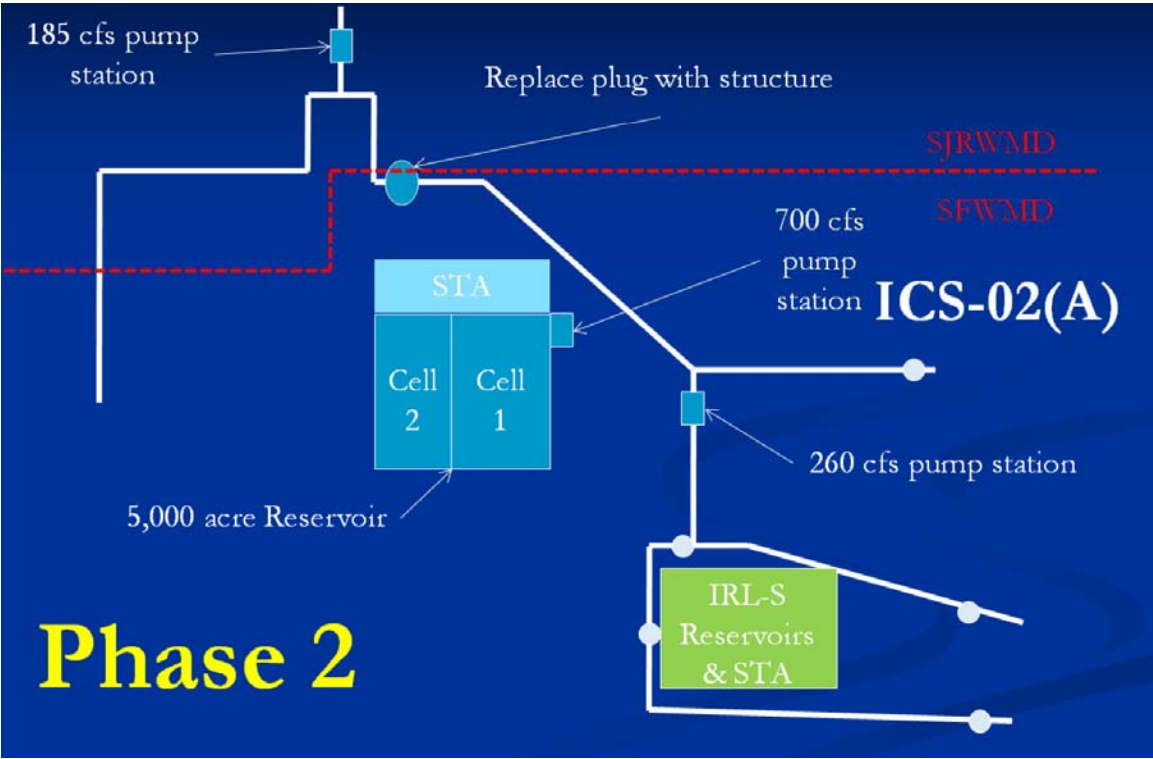 185 cfs pump
station
Replace plug with structure
SJRWMD
SFWMD
700 cfs
pump
station
ICS-02(A)
STA
Cell
2
Cell
1
260 cfs pump station
5,000 acre Reservoir
IRL-S
Reservoirs
& STA
Phase 2